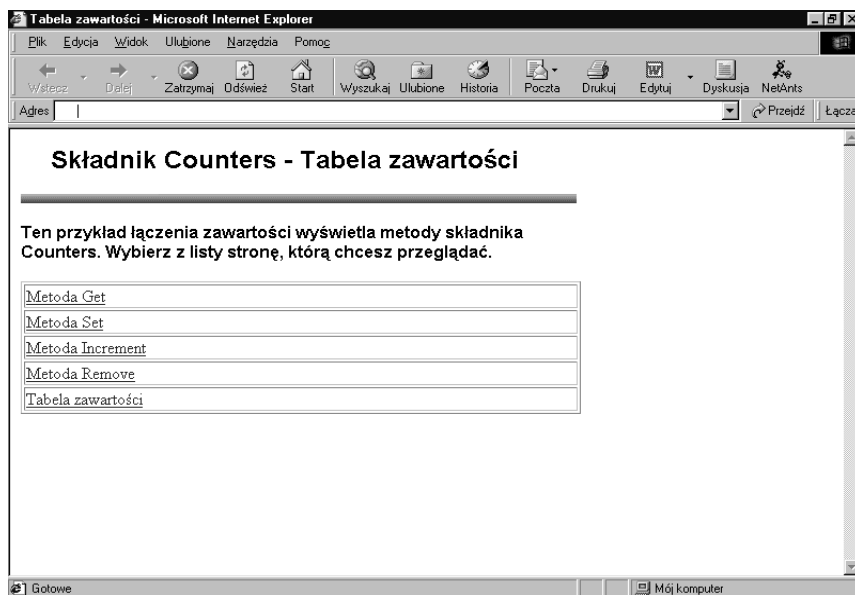 Tabela zawartości - Microsoft Internet Explorer
Plik Edycja Widok Ulubione Narzędzia Pomoc
Wstecz Dalej Zatrzymaj Odśwież Start Wyszukaj Ulubione Historia Poczta Drukuj Edytuj Dyskusja NetAnts
Adres Przejdź Łącza
Składnik Counters - Tabela zawartości
Ten przykład łączenia zawartości wyświetla metody składnika
Counters. Wybierz z listy stronę, którą chcesz przeglądać.
Metoda Get
Metoda Set
Metoda Increment
Metoda Remove
Tabela zawartości
Gotowe Mój komputer